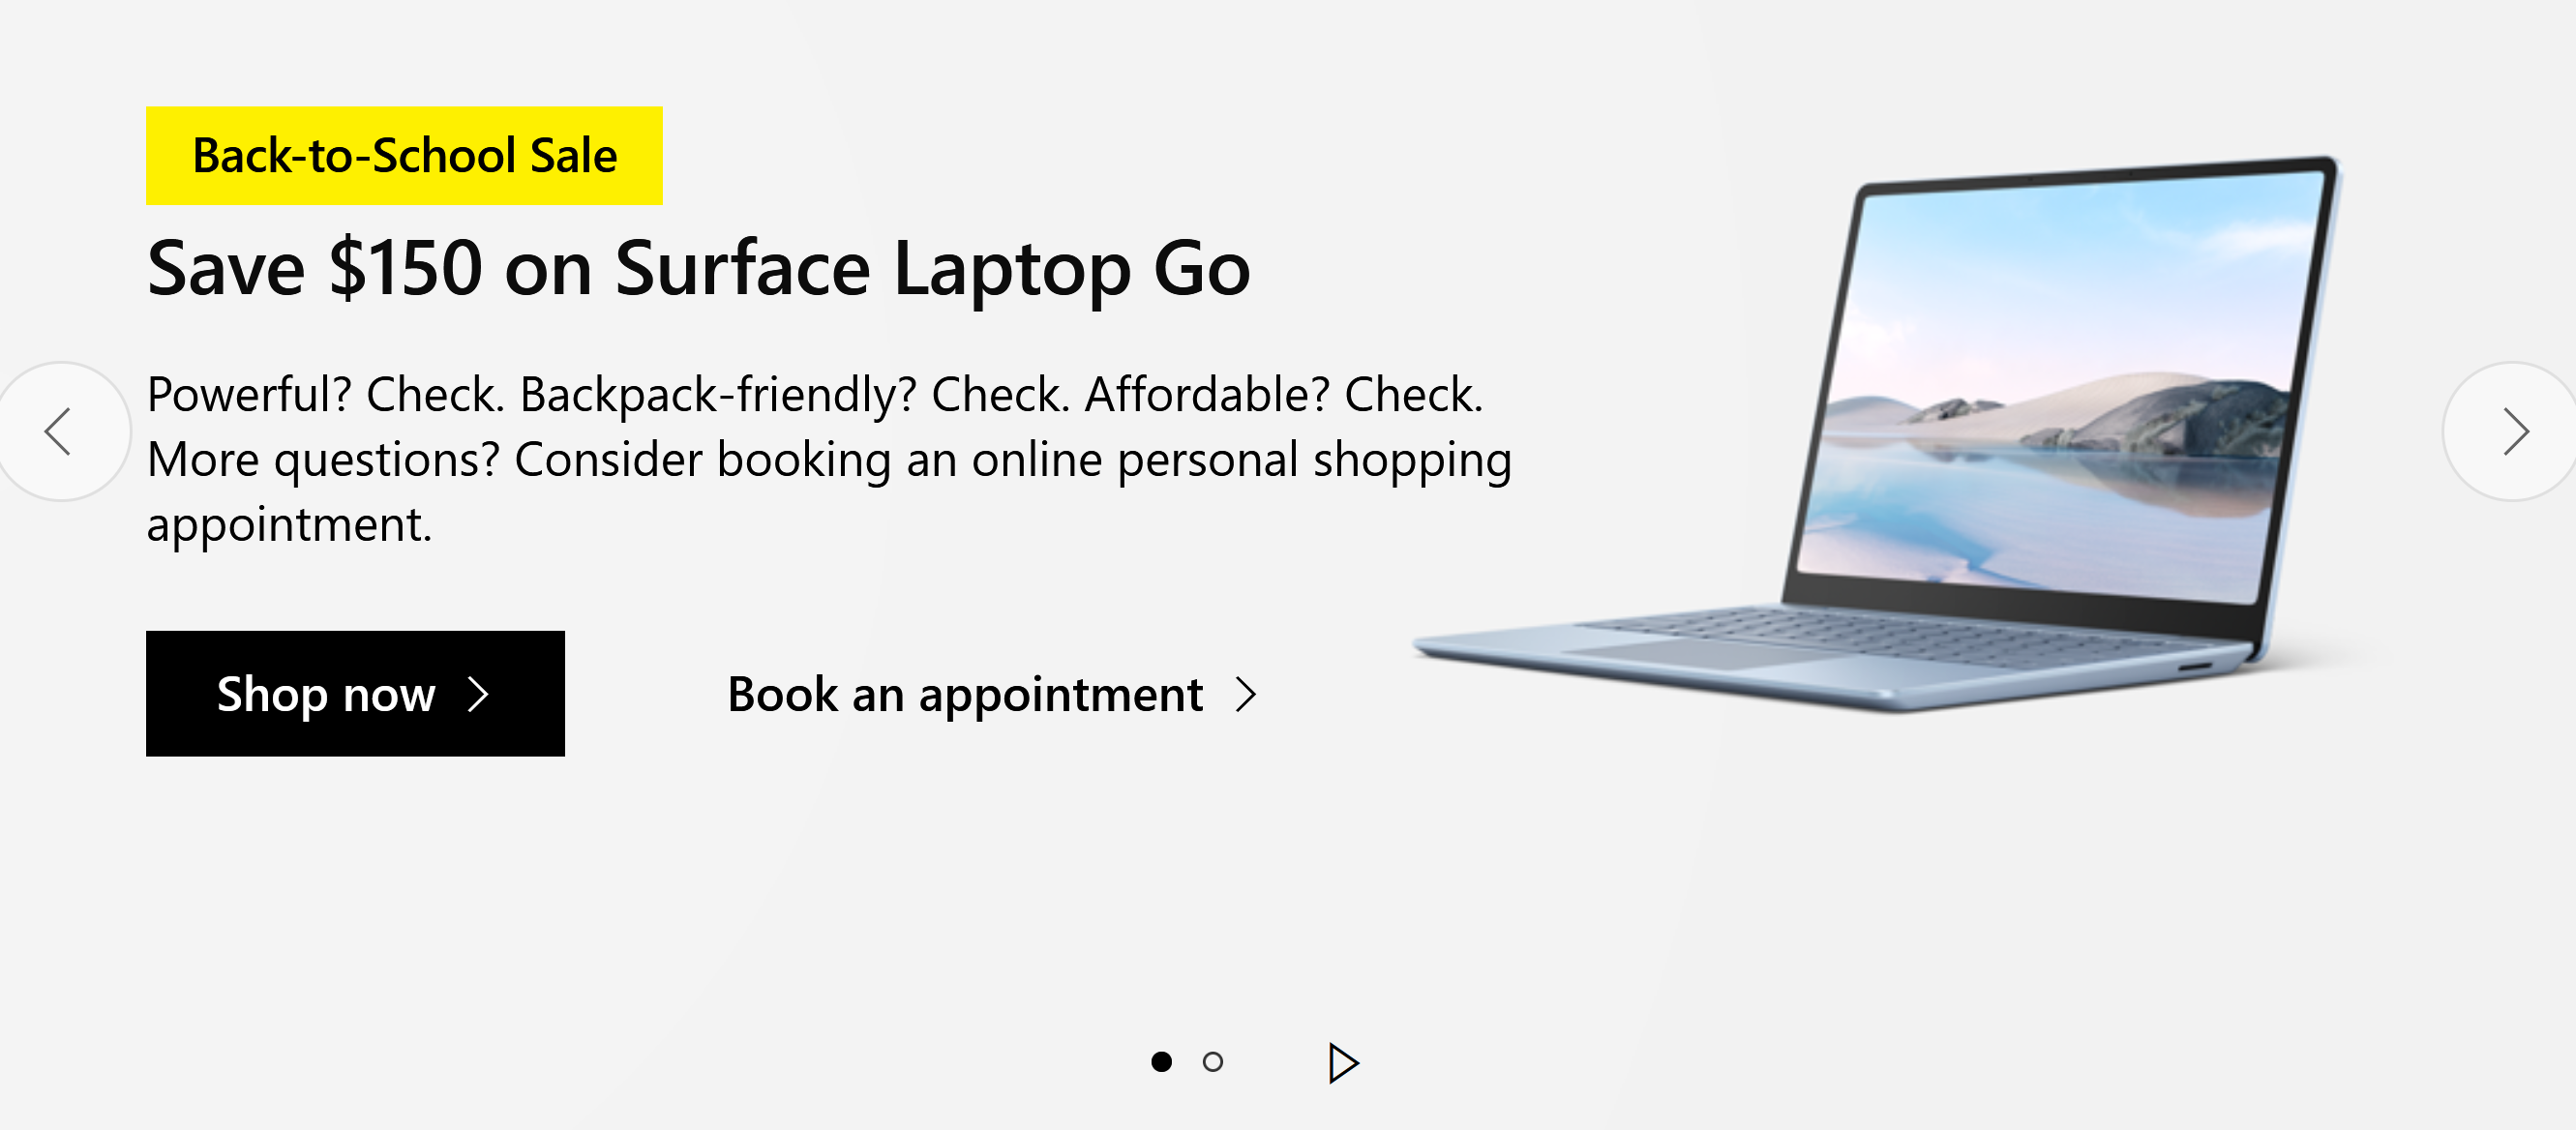 Back-to-School Sale
Save $150 on Surface Laptop Go
Powerful? Check. Backpack-friendly? Check. Affordable? Check.
More questions? Consider booking an online personal shopping
appointment.
Shop now
Book an appointment